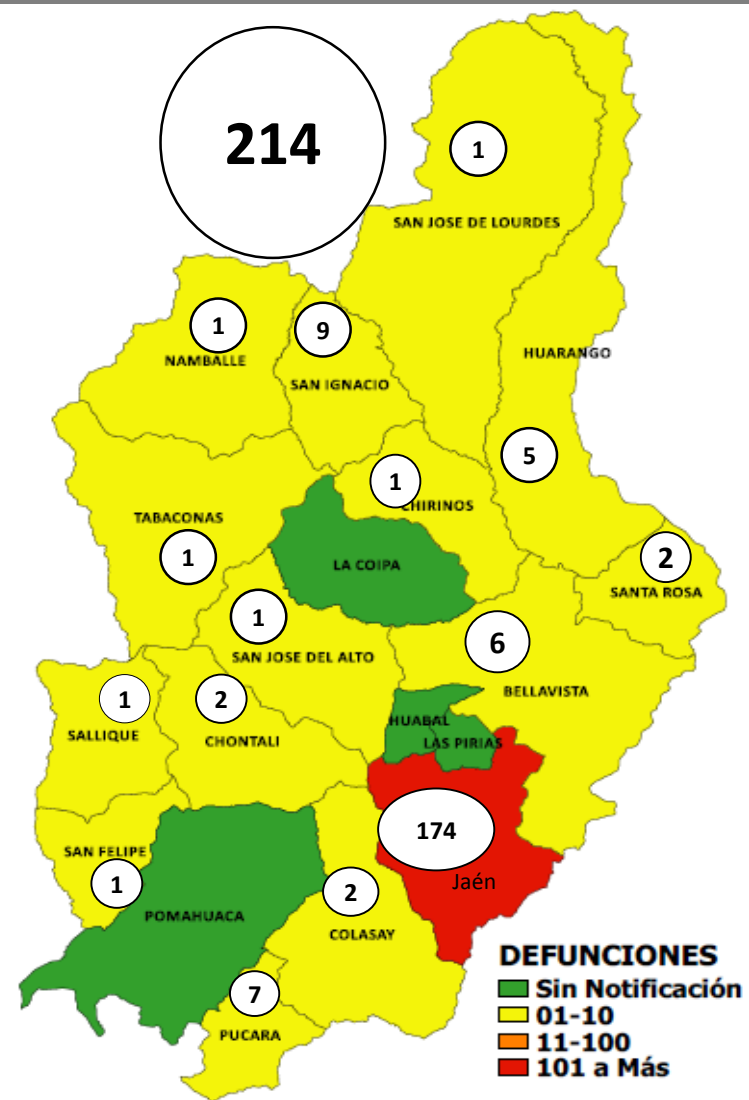 214
1
SAN JOSE DE LOURDES
1
NAMBALLE
9
SAN IGNACIO
HUARANGO
5
1
CHIRINOS
TABACONAS
1
LA COIPA
2
SANTA ROSA
1
SAN JOSE DEL ALTO
6
BELLAVISTA
1
SALLIQUE
2
CHONTALI
HUABAL
LAS PIRIAS
174
Jaén
SAN FELIPE
1
POMAHUACA
2
COLASAY
7
PUCARA
DEFUNCIONES
Sin Notificación
01-10
11-100
101 a Más